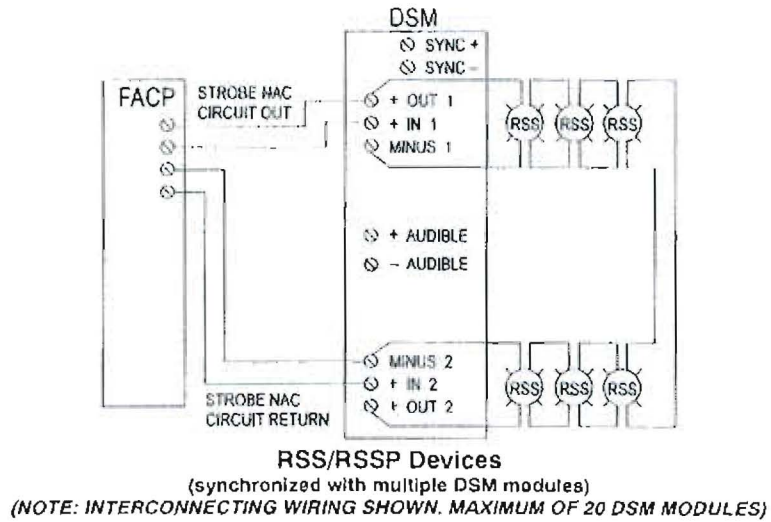 DSM
SYNC +
SYNC -
FACP
STROBE NAC
CIRCUIT OUT
+ OUT 1
+ IN 1
MINUS 1
RSS RSS RSS
+ AUDIBLE
- AUDIBLE
MINUS 2
+ IN 2
+ OUT 2
RSS RSS RSS
STROBE NAC
CIRCUIT RETURN
RSS/RSSP Devices
(synchronized with multiple DSM modules)
(NOTE: INTERCONNECTING WIRING SHOWN. MAXIMUM OF 20 DSM MODULES)